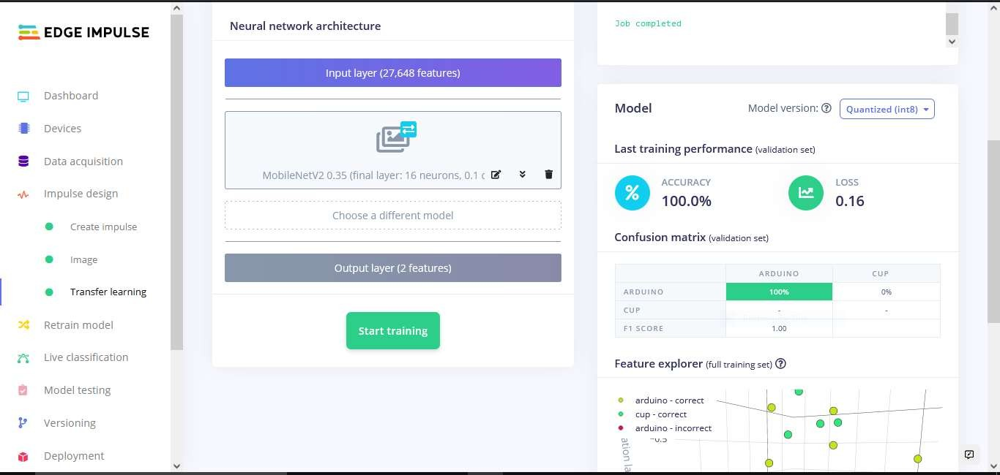 EDGE IMPULSE
Dashboard
Devices
Data acquisition
Impulse design
Create impulse
Image
Transfer learning
Retrain model
Live classification
Model testing
Versioning
Deployment
Neural network architecture
Input layer (27,648 features)
MobileNetV2 0.35 (final layer: 16 neurons, 0.1
Choose a different model
Output layer (2 features)
Start training
Job completed
Model
Model version: ? Quantized (int8)
Last training performance (validation set)
% ACCURACY
100.0%
LOSS
0.16
Confusion matrix (validation set)
ARDUINO CUP
ARDUINO 100% 0%
CUP - -
F1 SCORE 1.00
Feature explorer (full training set) ?
arduino - correct
cup - correct
arduino - incorrect
−0.5
ation la